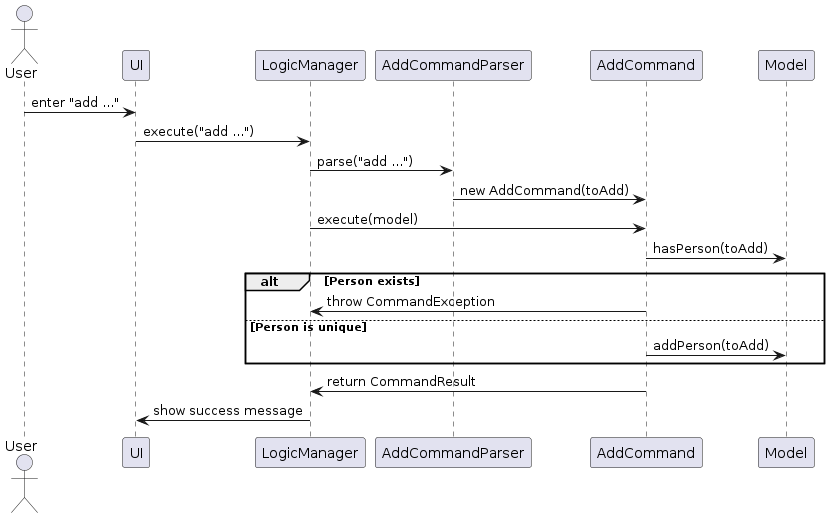 User
UI
LogicManager
AddCommandParser
AddCommand
Model
enter "add ..."
execute("add ...")
parse("add ...")
new AddCommand(toAdd)
execute(model)
hasPerson(toAdd)
alt
[Person exists]
throw CommandException
[Person is unique]
addPerson(toAdd)
return CommandResult
show success message
User
UI
LogicManager
AddCommandParser
AddCommand
Model